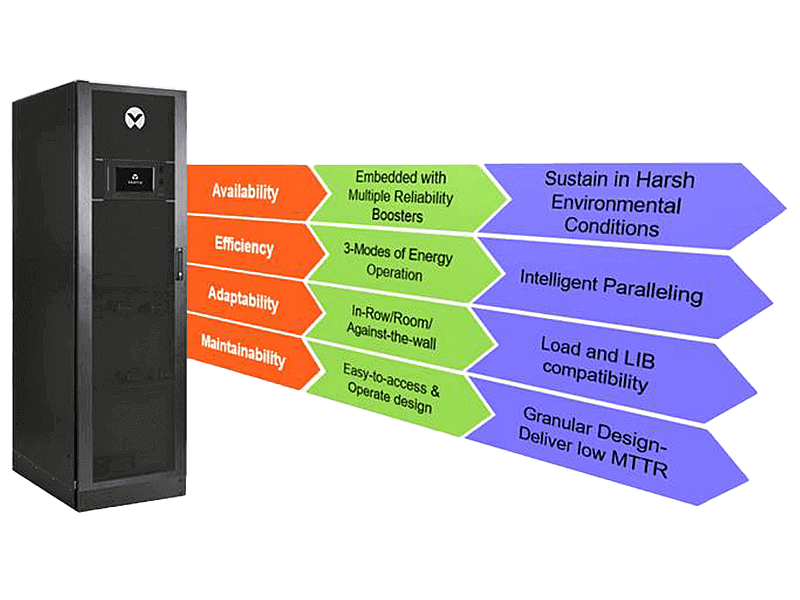 Availability
Embedded with
Multiple Reliability
Boosters
Sustain in Harsh
Environmental
Conditions
Efficiency
3-Modes of Energy
Operation
Intelligent Paralleling
Adaptability
In-Row/Room/
Against-the-wall
Load and LIB
compatibility
Maintainability
Easy-to-access &
Operate design
Granular Design-
Deliver low MTTR